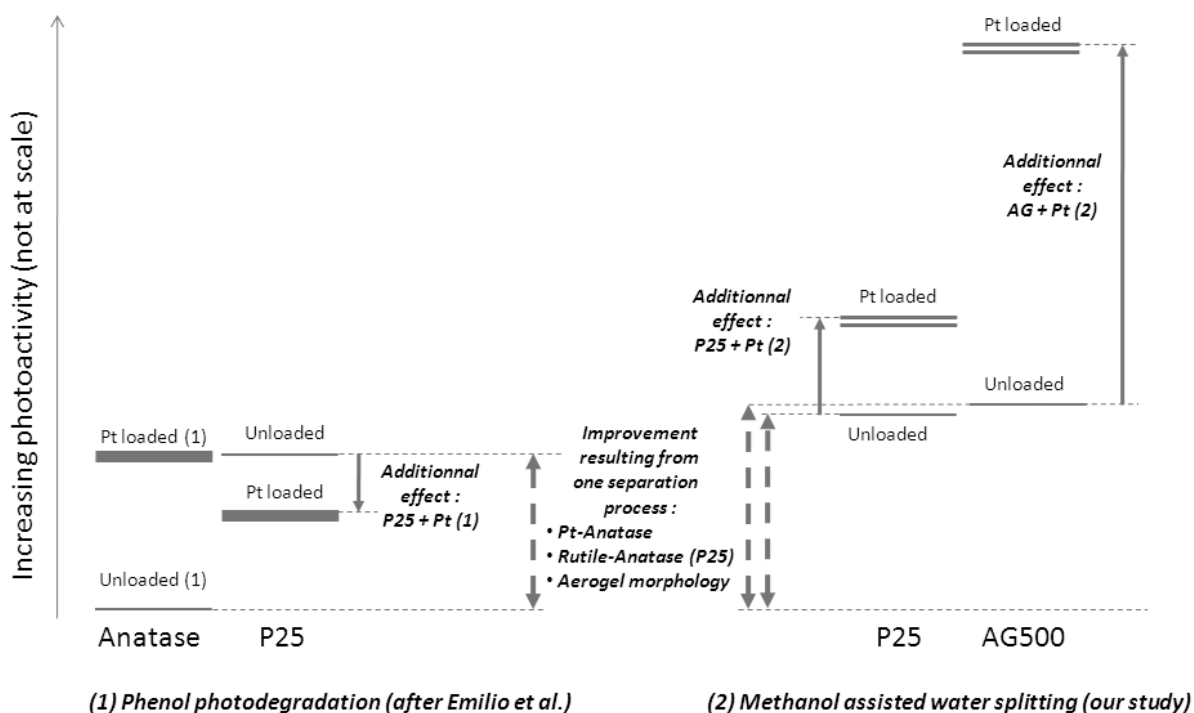 Increasing photoactivity (not at scale)
Pt loaded
Additionnal
effect :
AG + Pt (2)
Additionnal
effect :
P25 + Pt (2)
Pt loaded
Unloaded
Unloaded
Pt loaded (1)
Unloaded
Pt loaded
Additionnal
effect :
P25 + Pt (1)
Improvement
resulting from
one separation
process :
• Pt-Anatase
• Rutile-Anatase (P25)
• Aerogel morphology
Unloaded (1)
Anatase
P25
P25
AG500
(1) Phenol photodegradation (after Emilio et al.)
(2) Methanol assisted water splitting (our study)